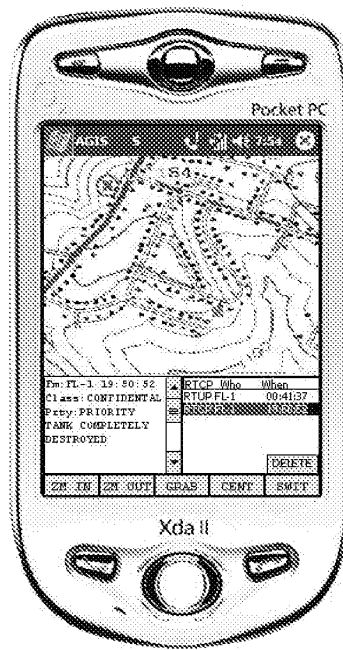 Pocket PC
AGIS
S4
Fm:FL-1 19:50:52
Class:CONFIDENTAL
Prty:PRIORITY
TANK COMPLETELY
DESTROYED
RTCP Who When
RTUP FL-1 00:41:37
DELETE
ZM IN ZM OUT GRAB CENT SWIT
Xda II